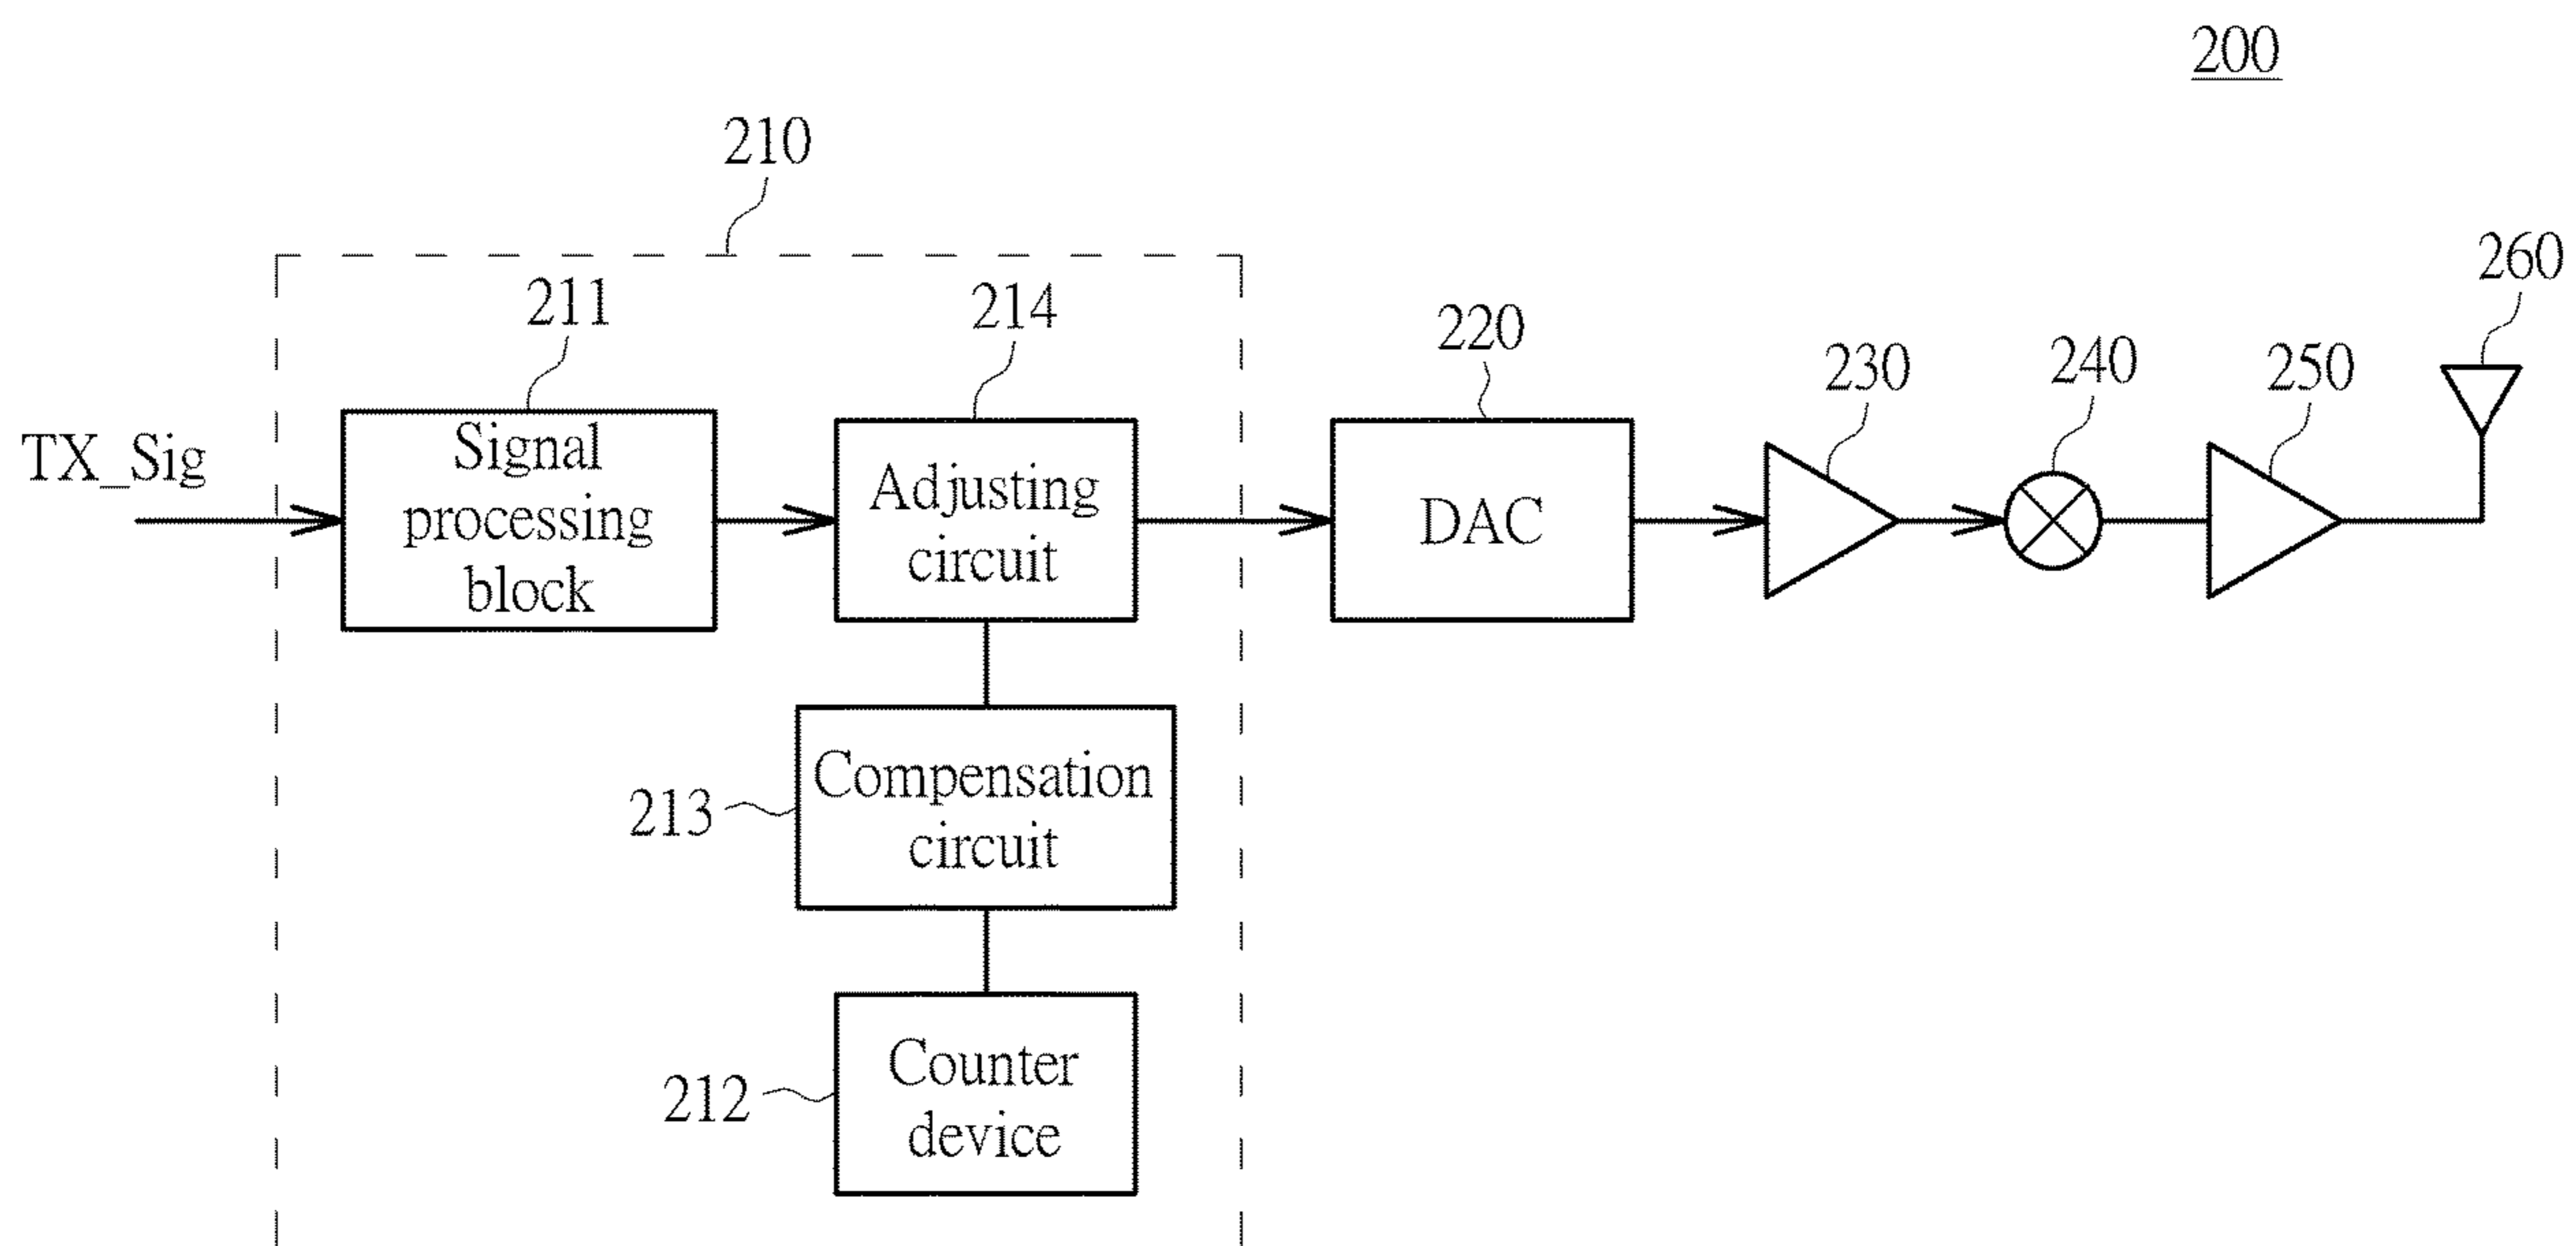 200
210
260
211
214
220
230
240
250
TX_Sig
Signal
processing
block
Adjusting
circuit
DAC
213
Compensation
circuit
212
Counter
device